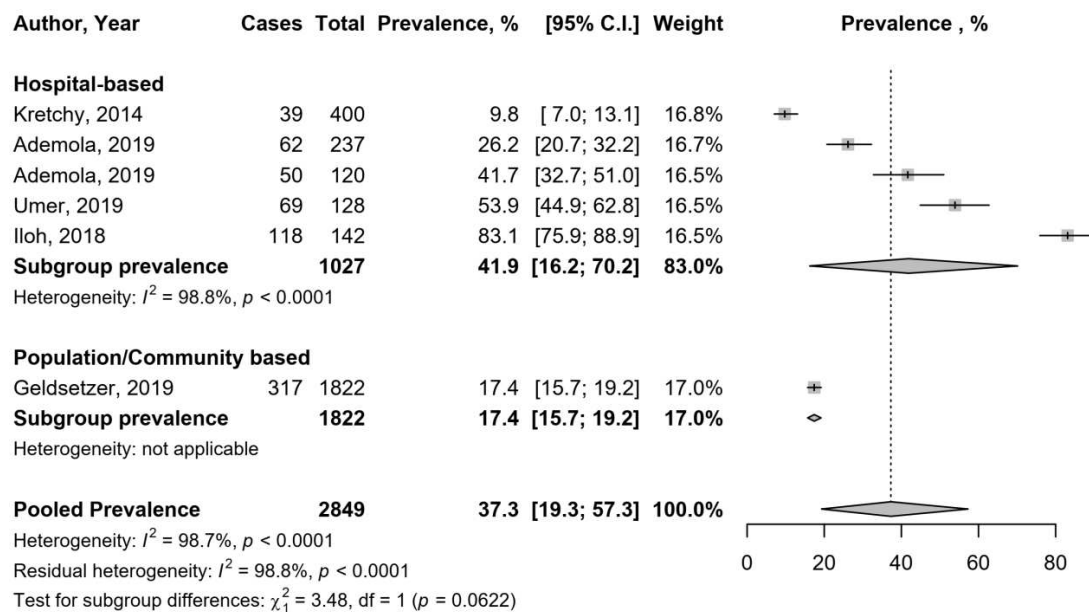 Author, Year Cases Total Prevalence, % [95% C.I.] Weight Prevalence , %
Hospital-based
Kretchy, 2014 39 400 9.8 [ 7.0; 13.1] 16.8%
Ademola, 2019 62 237 26.2 [20.7; 32.2] 16.7%
Ademola, 2019 50 120 41.7 [32.7; 51.0] 16.5%
Umer, 2019 69 128 53.9 [44.9; 62.8] 16.5%
Iloh, 2018 118 142 83.1 [75.9; 88.9] 16.5%
Subgroup prevalence 1027 41.9 [16.2; 70.2] 83.0%
Heterogeneity: I² = 98.8%, p < 0.0001
Population/Community based
Geldsetzer, 2019 317 1822 17.4 [15.7; 19.2] 17.0%
Subgroup prevalence 1822 17.4 [15.7; 19.2] 17.0%
Heterogeneity: not applicable
Pooled Prevalence 2849 37.3 [19.3; 57.3] 100.0%
Heterogeneity: I² = 98.7%, p < 0.0001
Residual heterogeneity: I² = 98.8%, p < 0.0001
Test for subgroup differences: χ²₁ = 3.48, df = 1 (p = 0.0622)
0 20 40 60 80